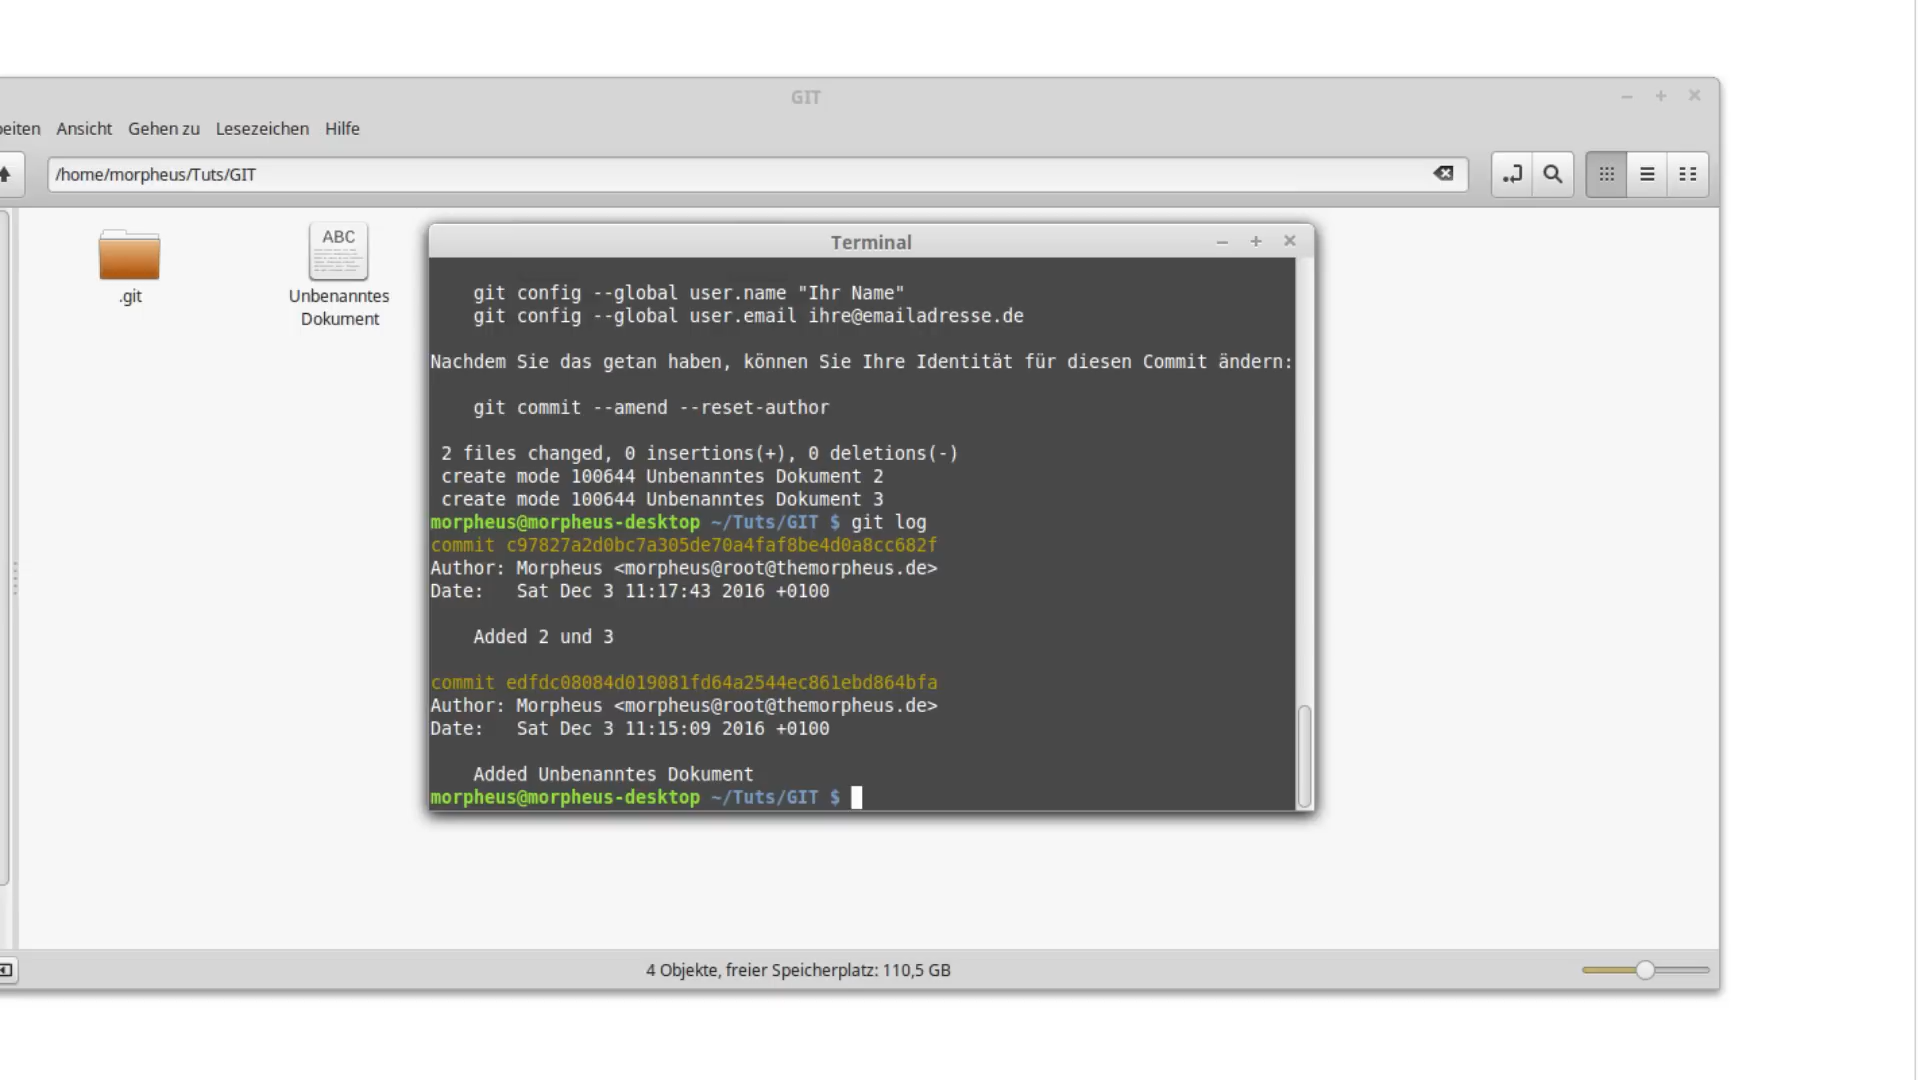 GIT
beiten Ansicht Gehen zu Lesezeichen Hilfe
/home/morpheus/Tuts/GIT
.git
ABC
Unbenanntes
Dokument
Terminal
git config --global user.name "Ihr Name"
git config --global user.email ihre@emailadresse.de
Nachdem Sie das getan haben, können Sie Ihre Identität für diesen Commit ändern:
git commit --amend --reset-author
2 files changed, 0 insertions(+), 0 deletions(-)
create mode 100644 Unbenanntes Dokument 2
create mode 100644 Unbenanntes Dokument 3
morpheus@morpheus-desktop ~/Tuts/GIT $ git log
commit c97827a2d0bc7a305de70a4faf8be4d0a8cc682f
Author: Morpheus <morpheus@root@themorpheus.de>
Date:   Sat Dec 3 11:17:43 2016 +0100
Added 2 und 3
commit edfdc08084d019081fd64a2544ec861ebd864bfa
Author: Morpheus <morpheus@root@themorpheus.de>
Date:   Sat Dec 3 11:15:09 2016 +0100
Added Unbenanntes Dokument
morpheus@morpheus-desktop ~/Tuts/GIT $
4 Objekte, freier Speicherplatz: 110,5 GB